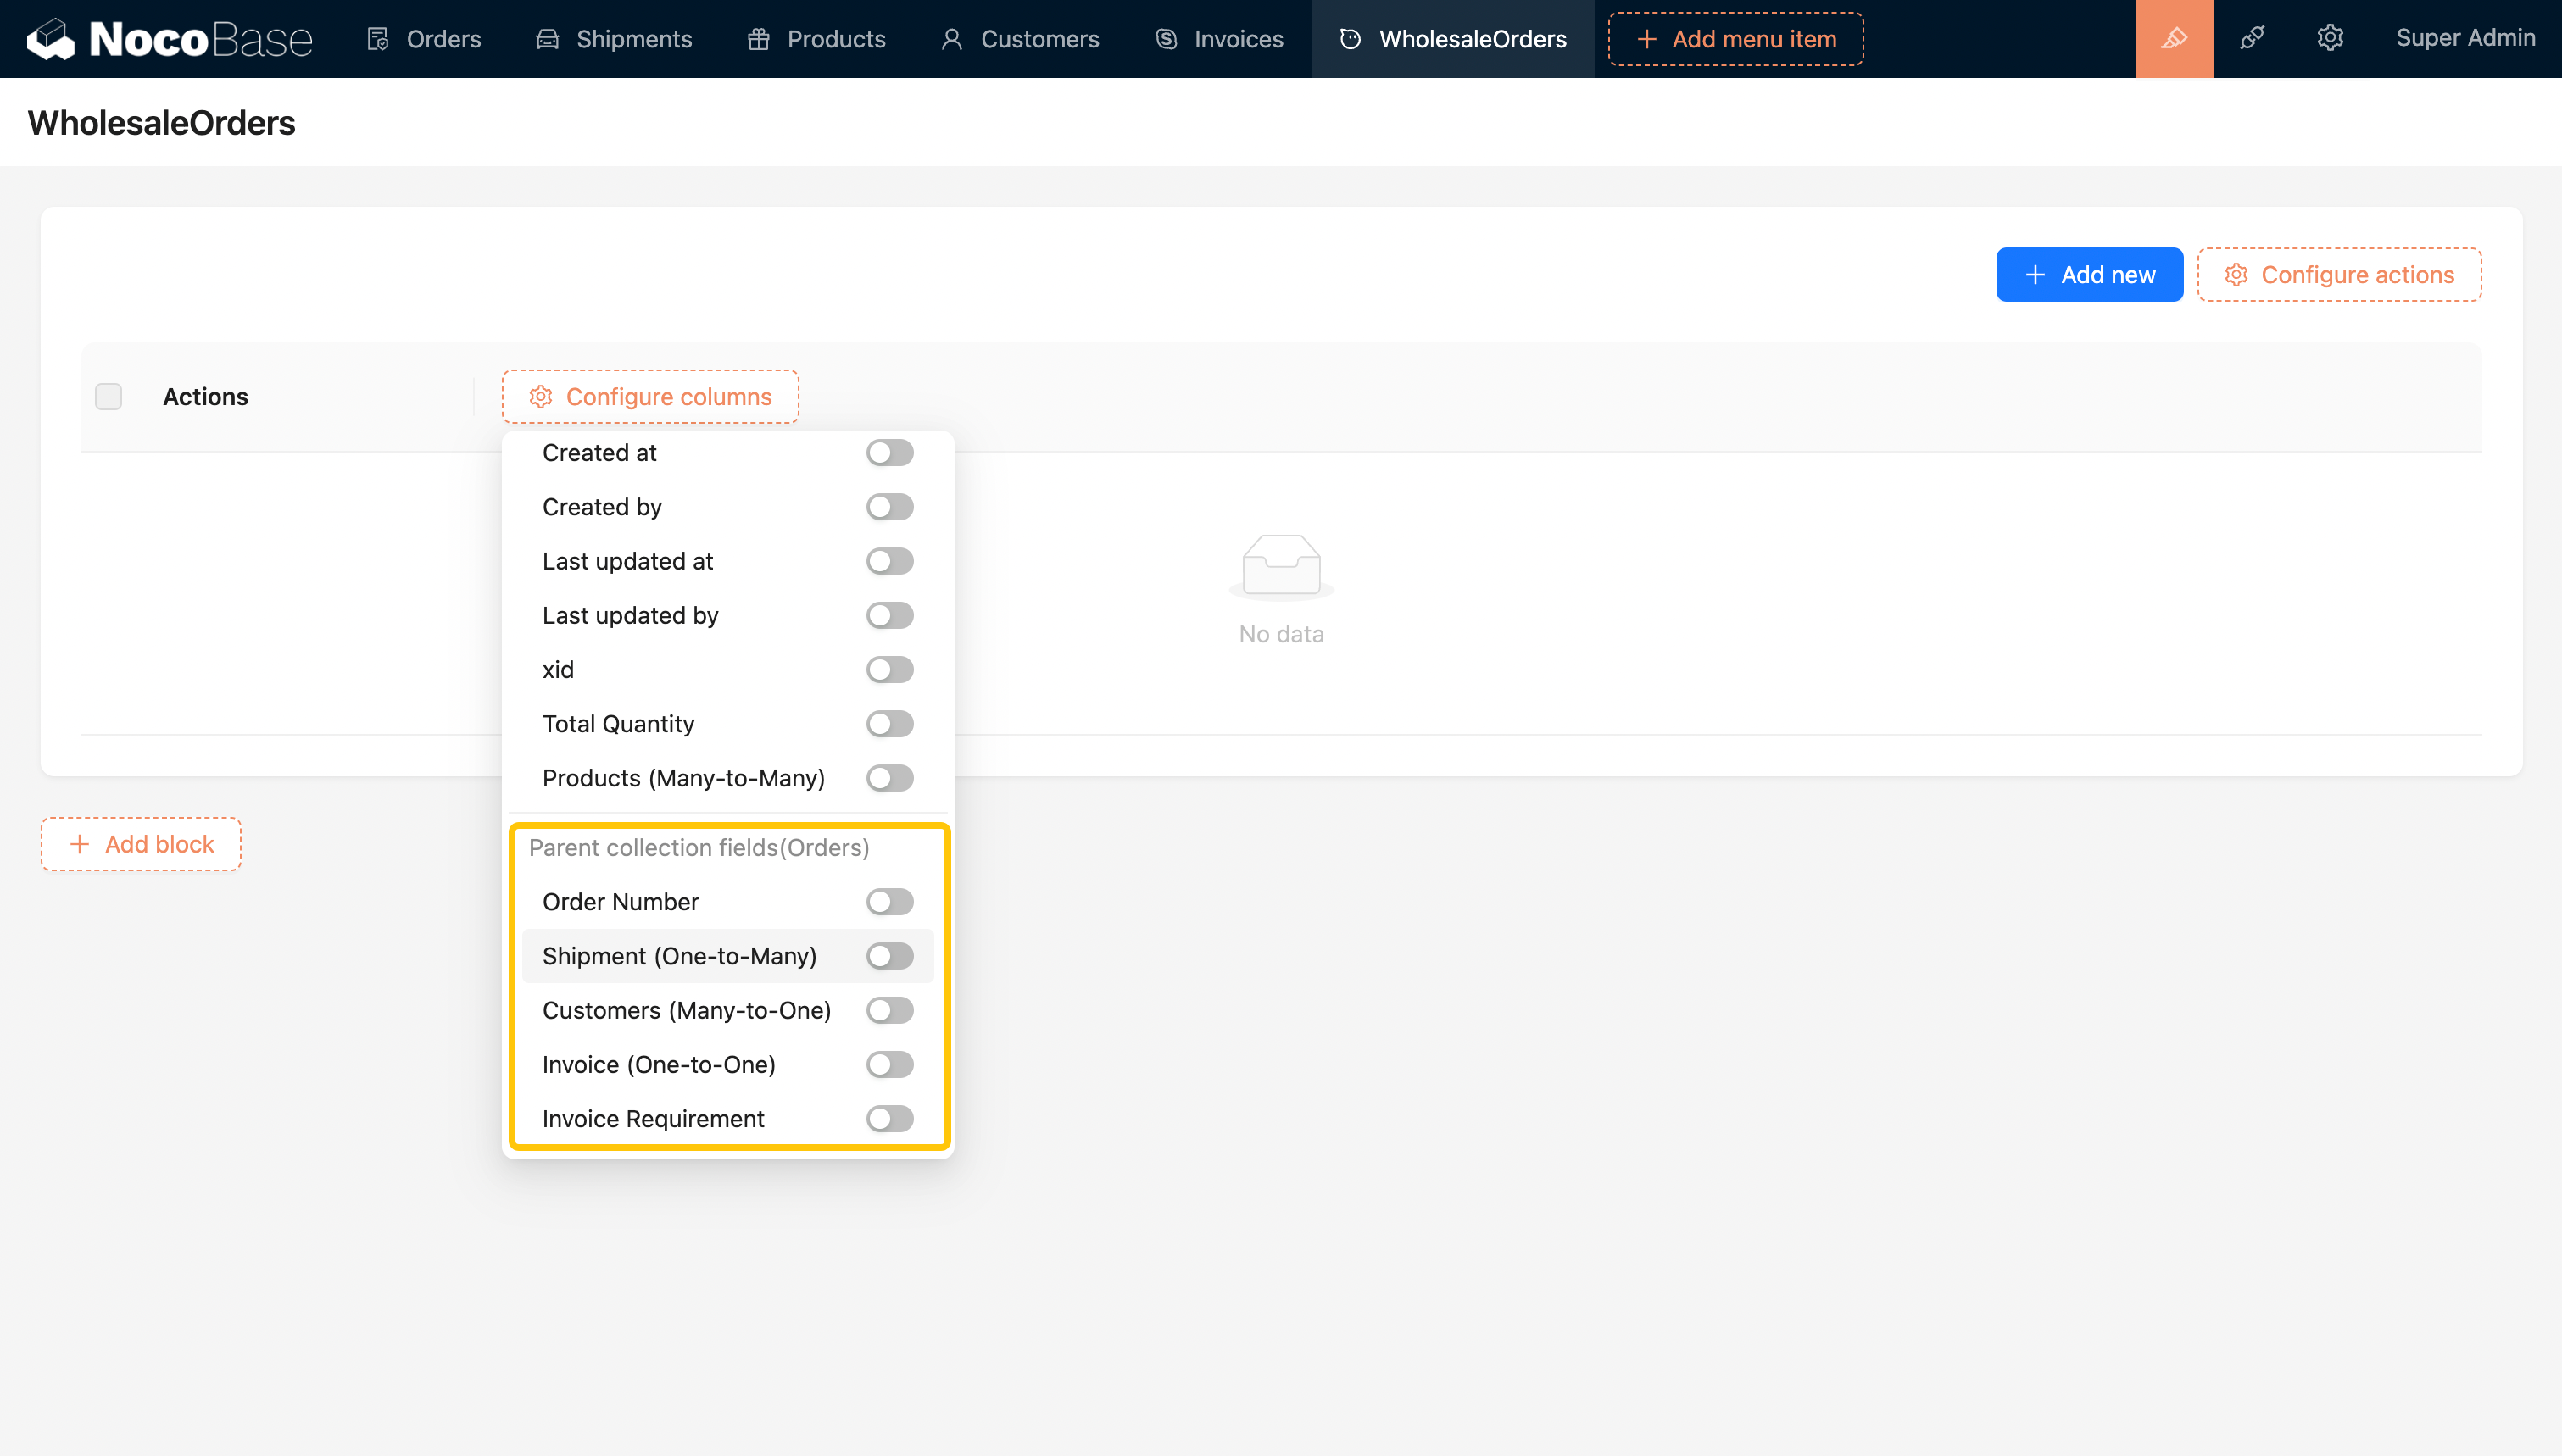 NocoBase Orders Shipments Products Customers Invoices WholesaleOrders Add menu item Super Admin
WholesaleOrders
Add new Configure actions
Actions Configure columns
Created at
Created by
Last updated at
Last updated by
xid
Total Quantity
Products (Many-to-Many)
No data
Parent collection fields(Orders)
Order Number
Shipment (One-to-Many)
Customers (Many-to-One)
Invoice (One-to-One)
Invoice Requirement
Add block